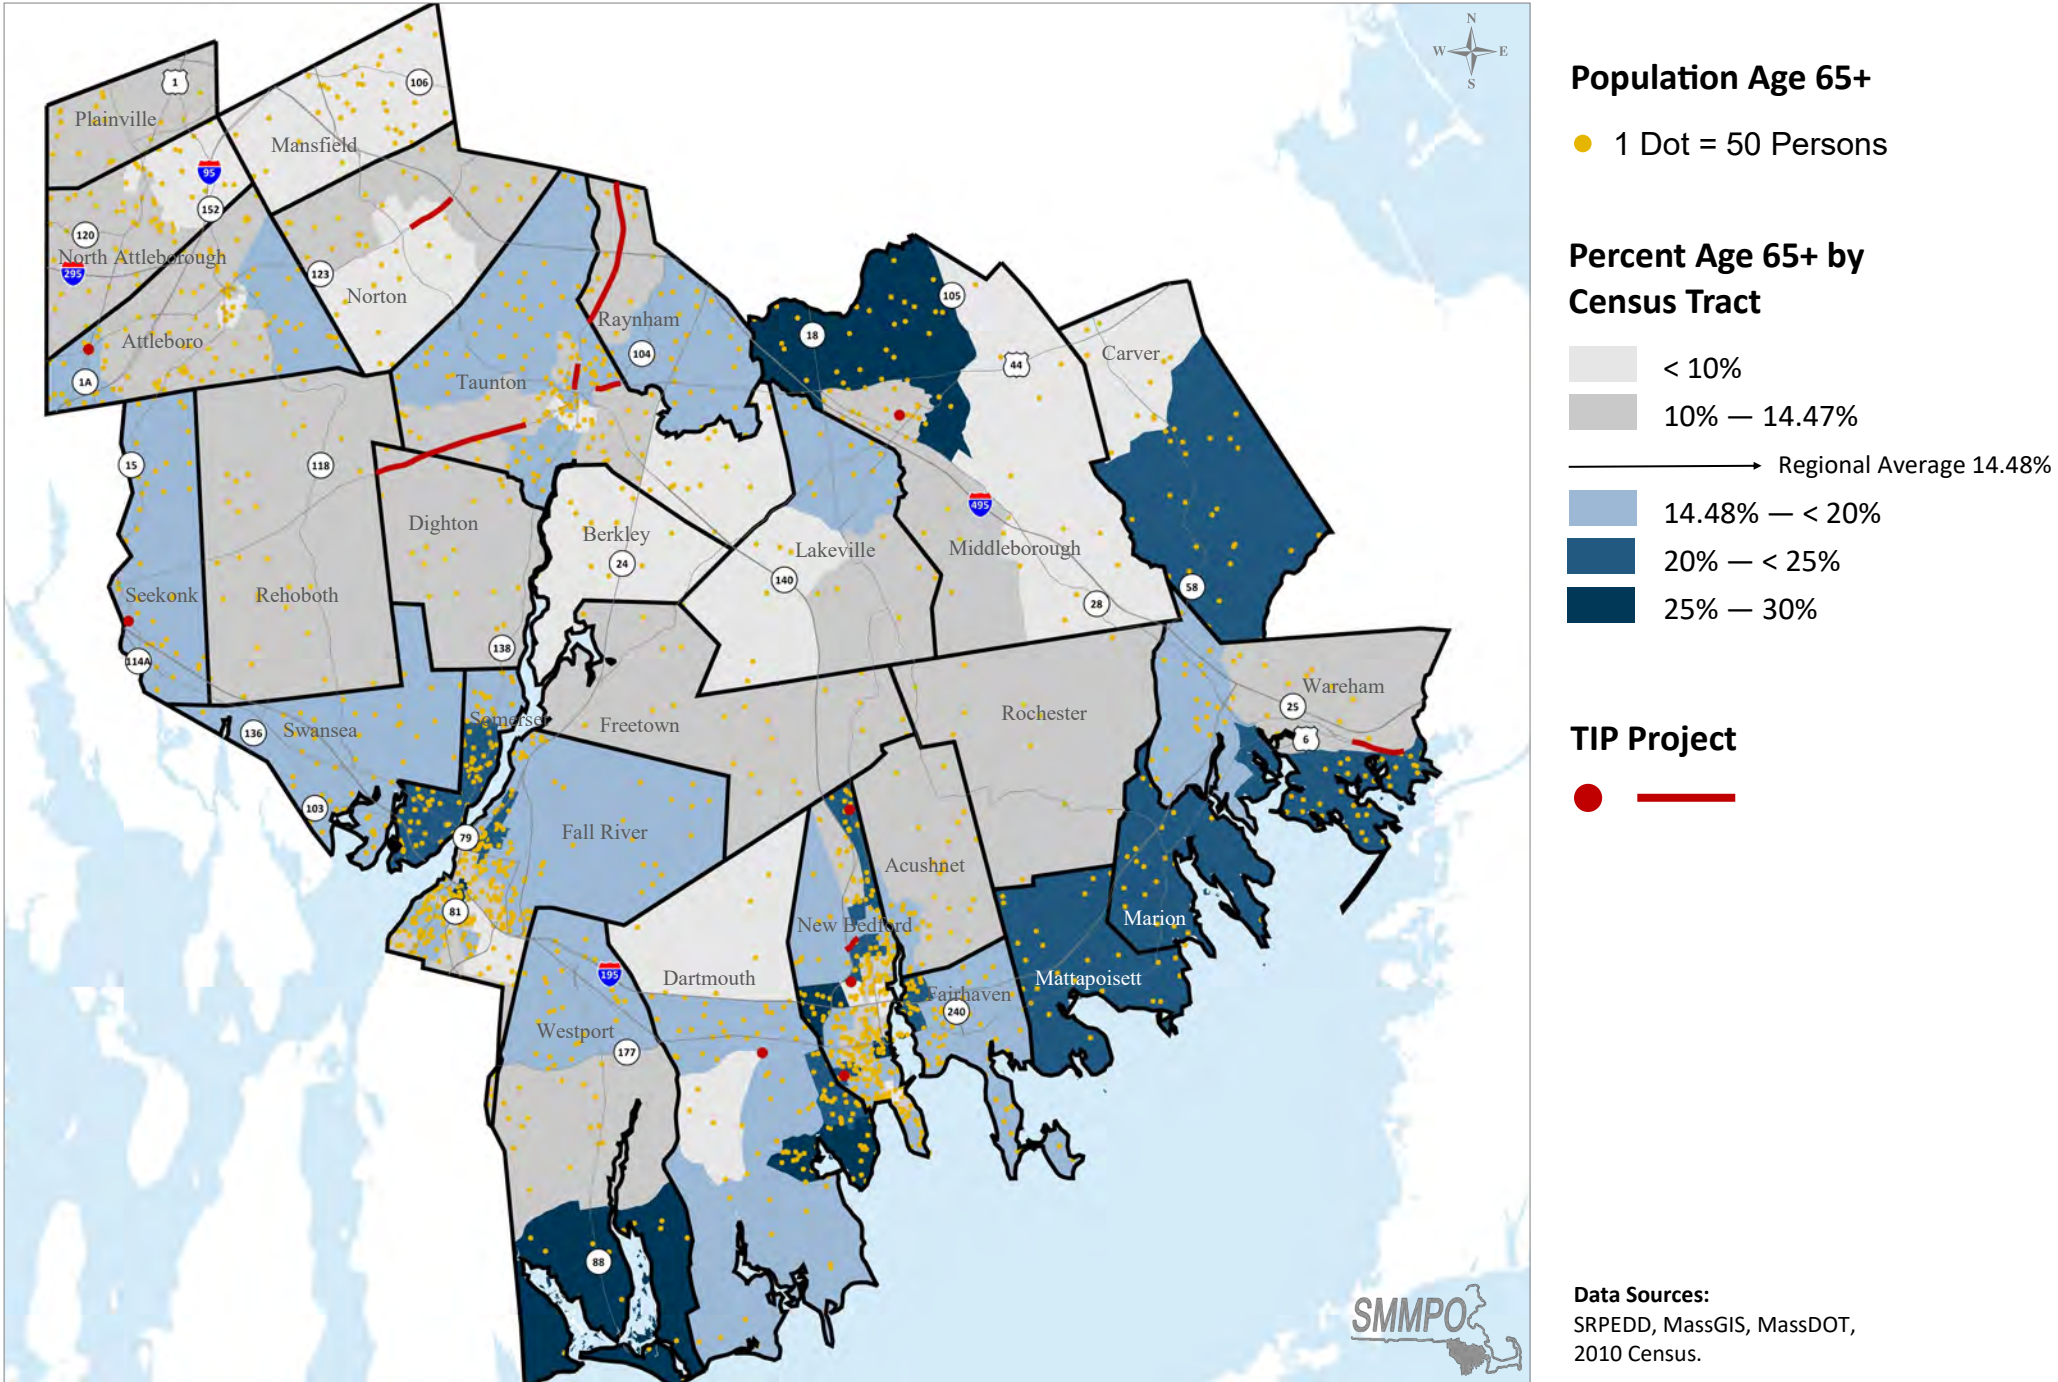 N
W E
S
1
106
Plainville
Mansfield
95
152
120
North Attleborough
295
123
Norton
Attleboro
1A
Raynham
104
Taunton
105
18
44
Carver
15
118
Dighton
495
Berkley
24
Lakeville
Middleborough
140
58
28
Seekonk
Rehoboth
114A
138
Wareham
25
6
136
Swansea
Somerset
Freetown
Rochester
103
79
Fall River
Acushnet
81
New Bedford
Marion
195
Dartmouth
Mattapoisett
Fairhaven
240
Westport
177
88
SMMPO
Population Age 65+
1 Dot = 50 Persons
Percent Age 65+ by
Census Tract
< 10%
10% — 14.47%
Regional Average 14.48%
14.48% — < 20%
20% — < 25%
25% — 30%
TIP Project
Data Sources:
SRPEDD, MassGIS, MassDOT,
2010 Census.